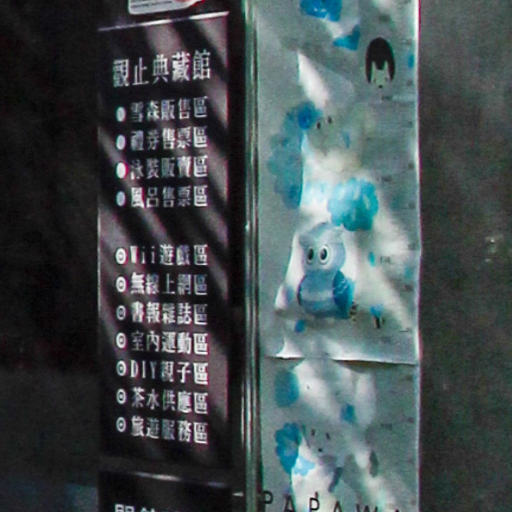 觀止典藏館
雪森販售區
禮券售票區
泳裝販賣區
風呂售票區
Wii遊戲區
無線上網區
書報雜誌區
室內運動區
DIY親子區
茶水供應區
旅遊服務區